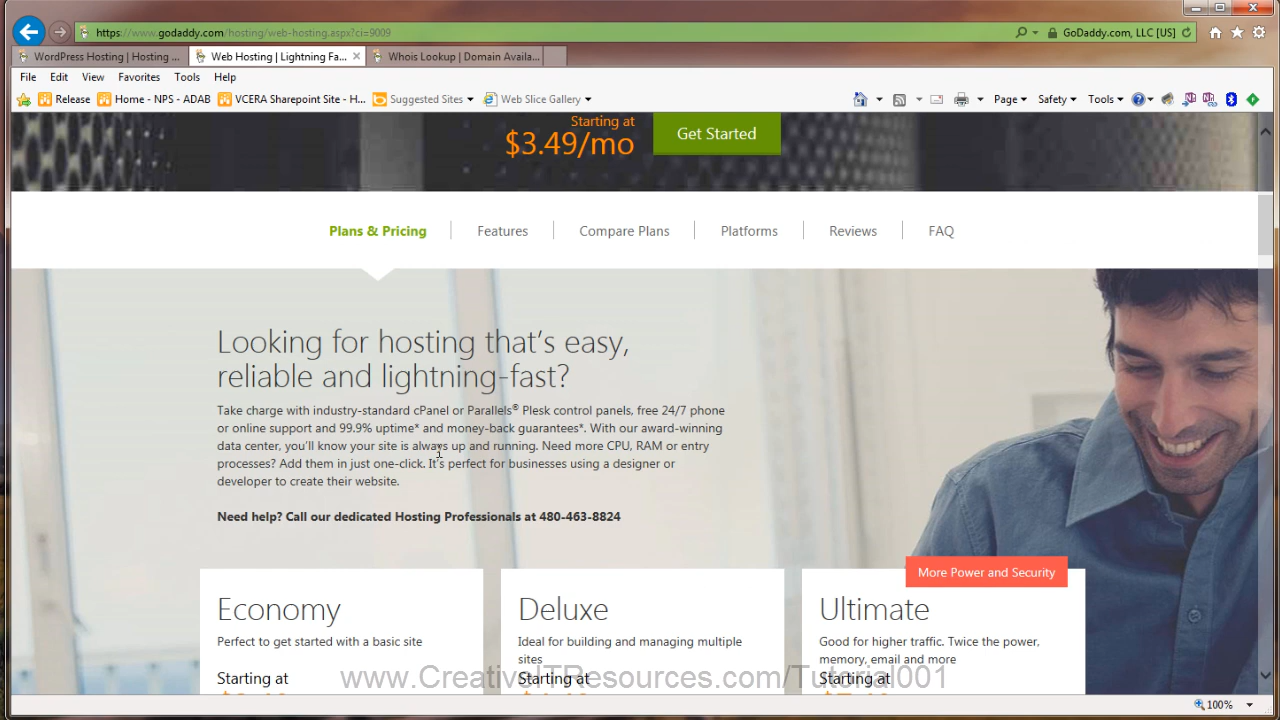 https://www.godaddy.com/hosting/web-hosting.aspx?ci=9009
GoDaddy.com, LLC [US]
WordPress Hosting | Hosting ...
Web Hosting | Lightning Fa...
Whois Lookup | Domain Availa...
File Edit View Favorites Tools Help
Release Home - NPS - ADAB VCERA Sharepoint Site - H... Suggested Sites Web Slice Gallery
Page Safety Tools
Starting at
$3.49/mo
Get Started
Plans & Pricing
Features
Compare Plans
Platforms
Reviews
FAQ
Looking for hosting that's easy,
reliable and lightning-fast?
Take charge with industry-standard cPanel or Parallels® Plesk control panels, free 24/7 phone
or online support and 99.9% uptime* and money-back guarantees*. With our award-winning
data center, you'll know your site is always up and running. Need more CPU, RAM or entry
processes? Add them in just one-click. It's perfect for businesses using a designer or
developer to create their website.
Need help? Call our dedicated Hosting Professionals at 480-463-8824
More Power and Security
Economy
Perfect to get started with a basic site
Starting at
Deluxe
Ideal for building and managing multiple
sites
Starting at
Ultimate
Good for higher traffic. Twice the power,
memory, email and more
Starting at
www.CreativeITResources.com/Tutorial001
100%